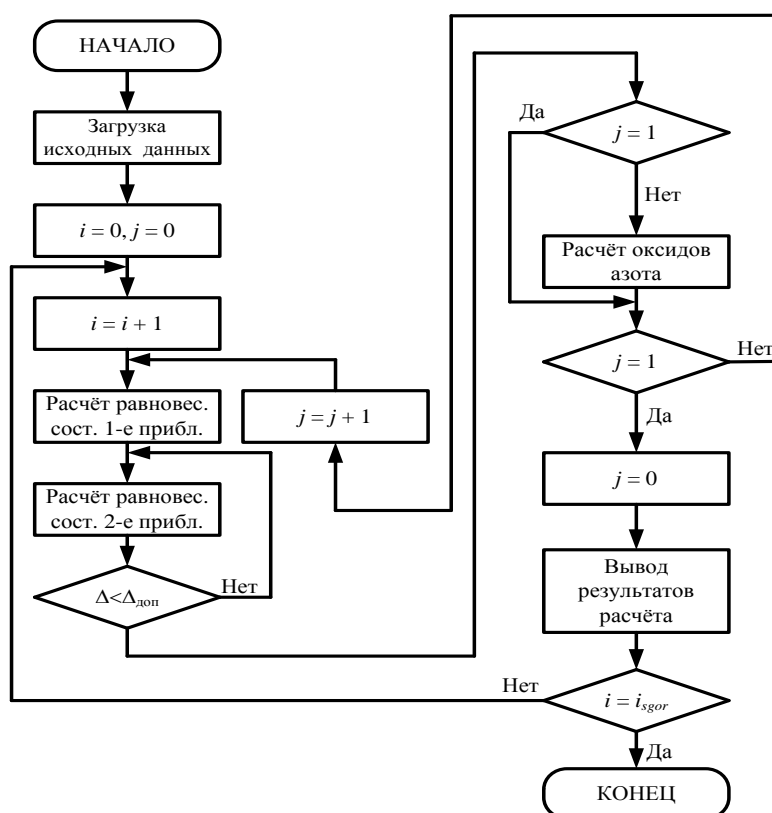 НАЧАЛО
Загрузка
исходных данных
i = 0, j = 0
i = i + 1
Расчёт равновес.
сост. 1-е прибл.
j = j + 1
Расчёт равновес.
сост. 2-е прибл.
Δ<Δдоп
Нет
j = 1
Да
Нет
Расчёт оксидов
азота
j = 1
Нет
Да
j = 0
Вывод
результатов
расчёта
i = isgor
Нет
Да
КОНЕЦ